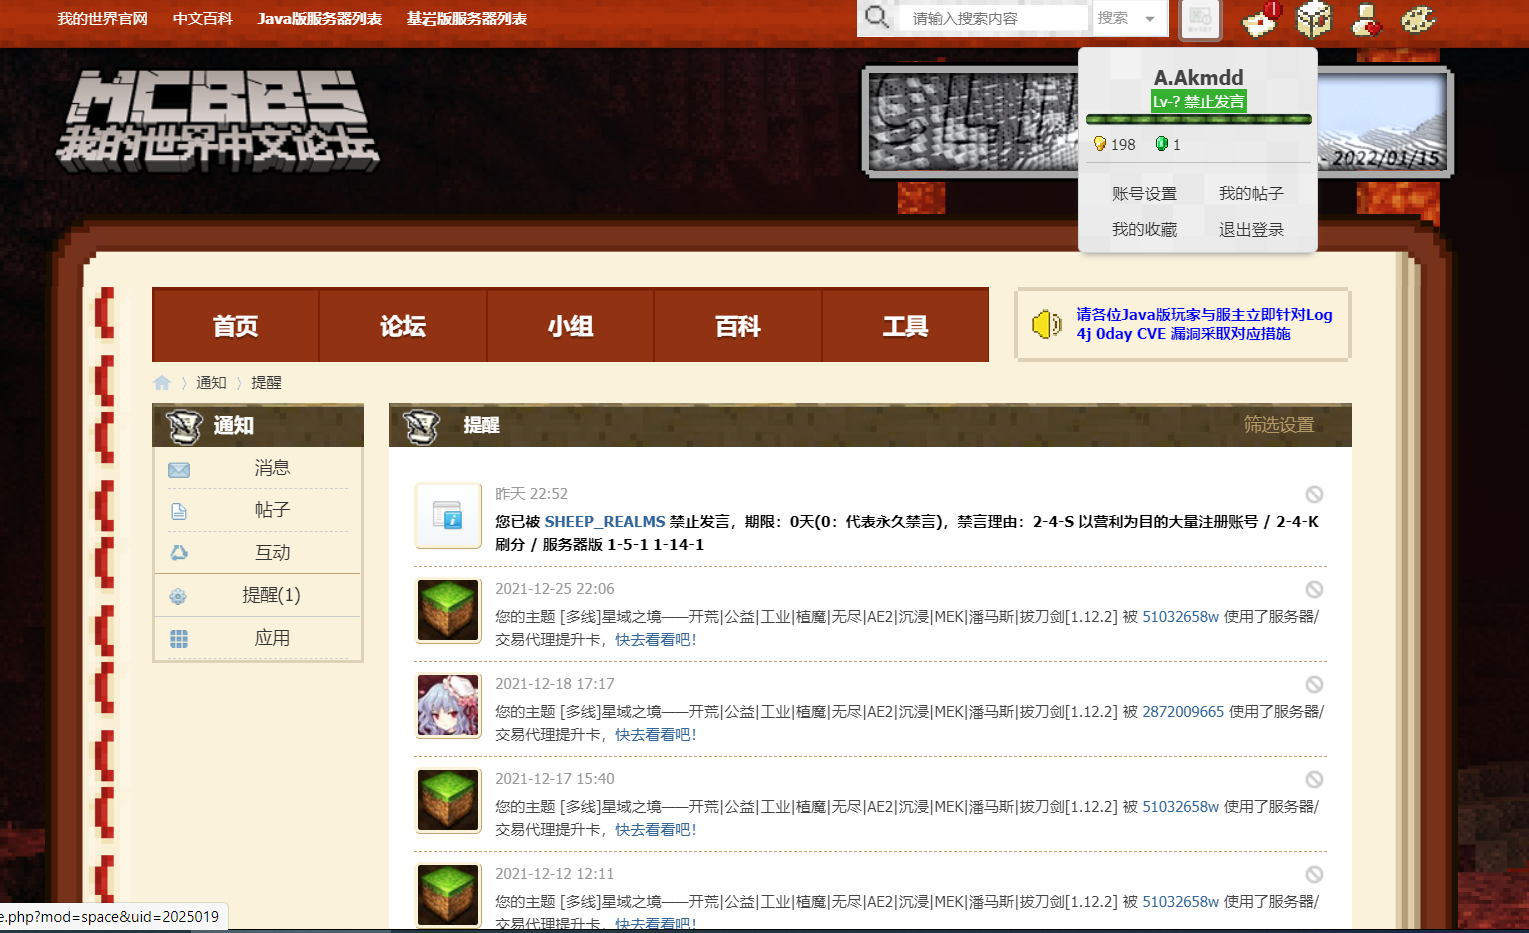 我的世界官网 中文百科 Java版服务器列表 基岩版服务器列表
请输入搜索内容 搜索
MCBBS
我的世界中文论坛
A.Akmdd
Lv-? 禁止发言
198 1
- 2022/01/15
账号设置 我的帖子
我的收藏 退出登录
首页 论坛 小组 百科 工具
请各位Java版玩家与服主立即针对Log
4j 0day CVE 漏洞采取对应措施
通知 提醒
通知
消息
帖子
互动
提醒(1)
应用
提醒 筛选设置
昨天 22:52
您已被 SHEEP_REALMS 禁止发言，期限：0天(0：代表永久禁言)，禁言理由：2-4-S 以营利为目的大量注册账号 / 2-4-K
刷分 / 服务器版 1-5-1 1-14-1
2021-12-25 22:06
您的主题 [多线]星域之境——开荒|公益|工业|植魔|无尽|AE2|沉浸|MEK|潘马斯|拔刀剑[1.12.2] 被 51032658w 使用了服务器/
交易代理提升卡，快去看看吧！
2021-12-18 17:17
您的主题 [多线]星域之境——开荒|公益|工业|植魔|无尽|AE2|沉浸|MEK|潘马斯|拔刀剑[1.12.2] 被 2872009665 使用了服务器/
交易代理提升卡，快去看看吧！
2021-12-17 15:40
您的主题 [多线]星域之境——开荒|公益|工业|植魔|无尽|AE2|沉浸|MEK|潘马斯|拔刀剑[1.12.2] 被 51032658w 使用了服务器/
交易代理提升卡，快去看看吧！
2021-12-12 12:11
您的主题 [多线]星域之境——开荒|公益|工业|植魔|无尽|AE2|沉浸|MEK|潘马斯|拔刀剑[1.12.2] 被 51032658w 使用了服务器/
交易代理提升卡，快去看看吧！
e.php?mod=space&uid=2025019